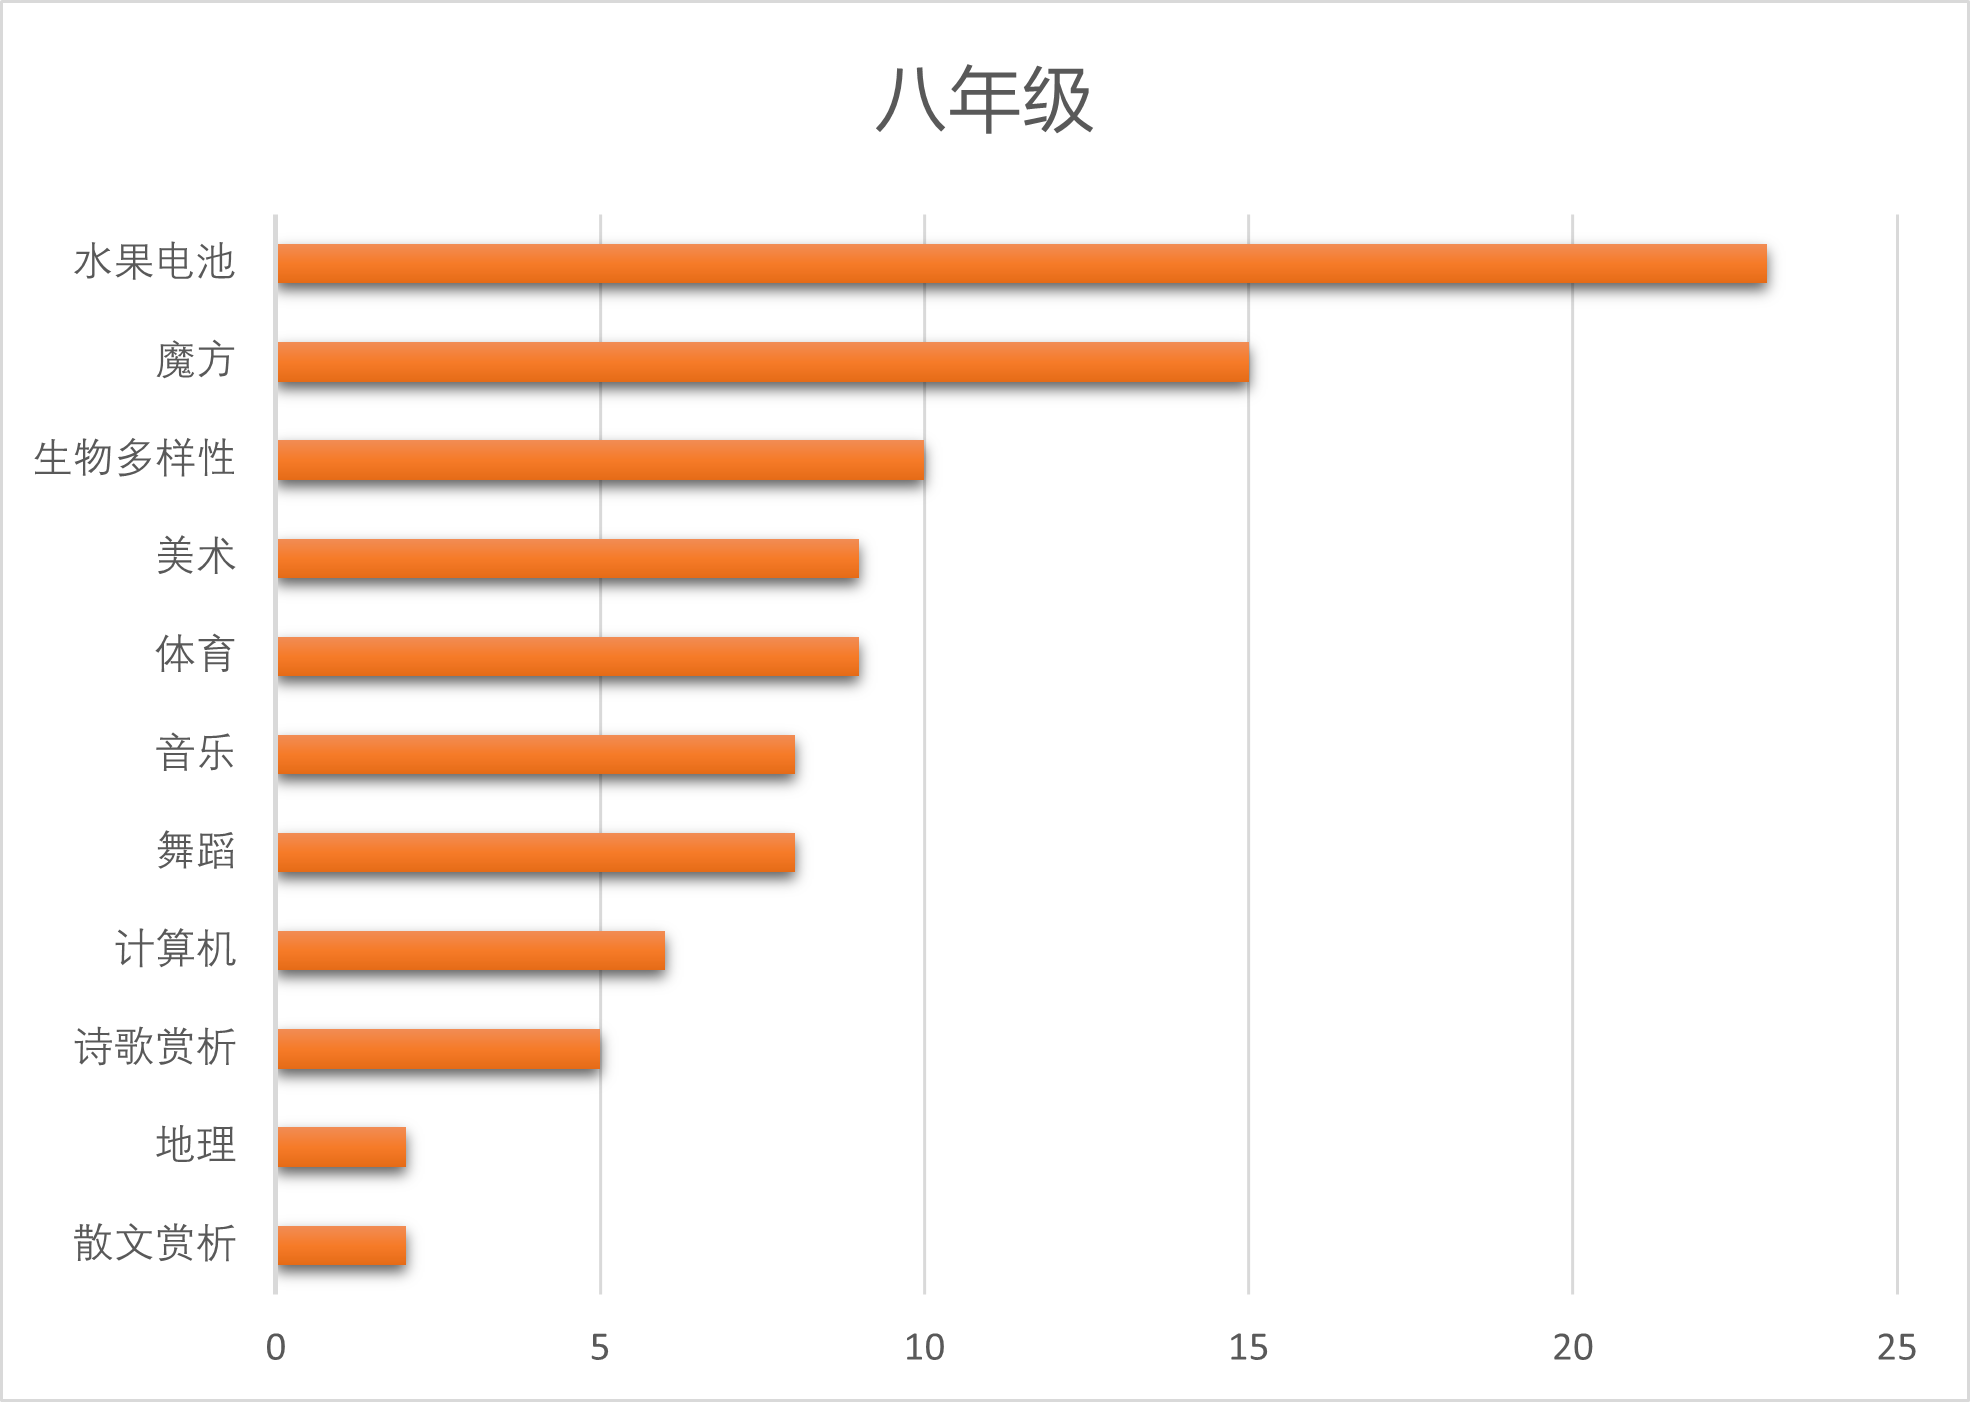 八年级
水果电池
魔方
生物多样性
美术
体育
音乐
舞蹈
计算机
诗歌赏析
地理
散文赏析
0 5 10 15 20 25